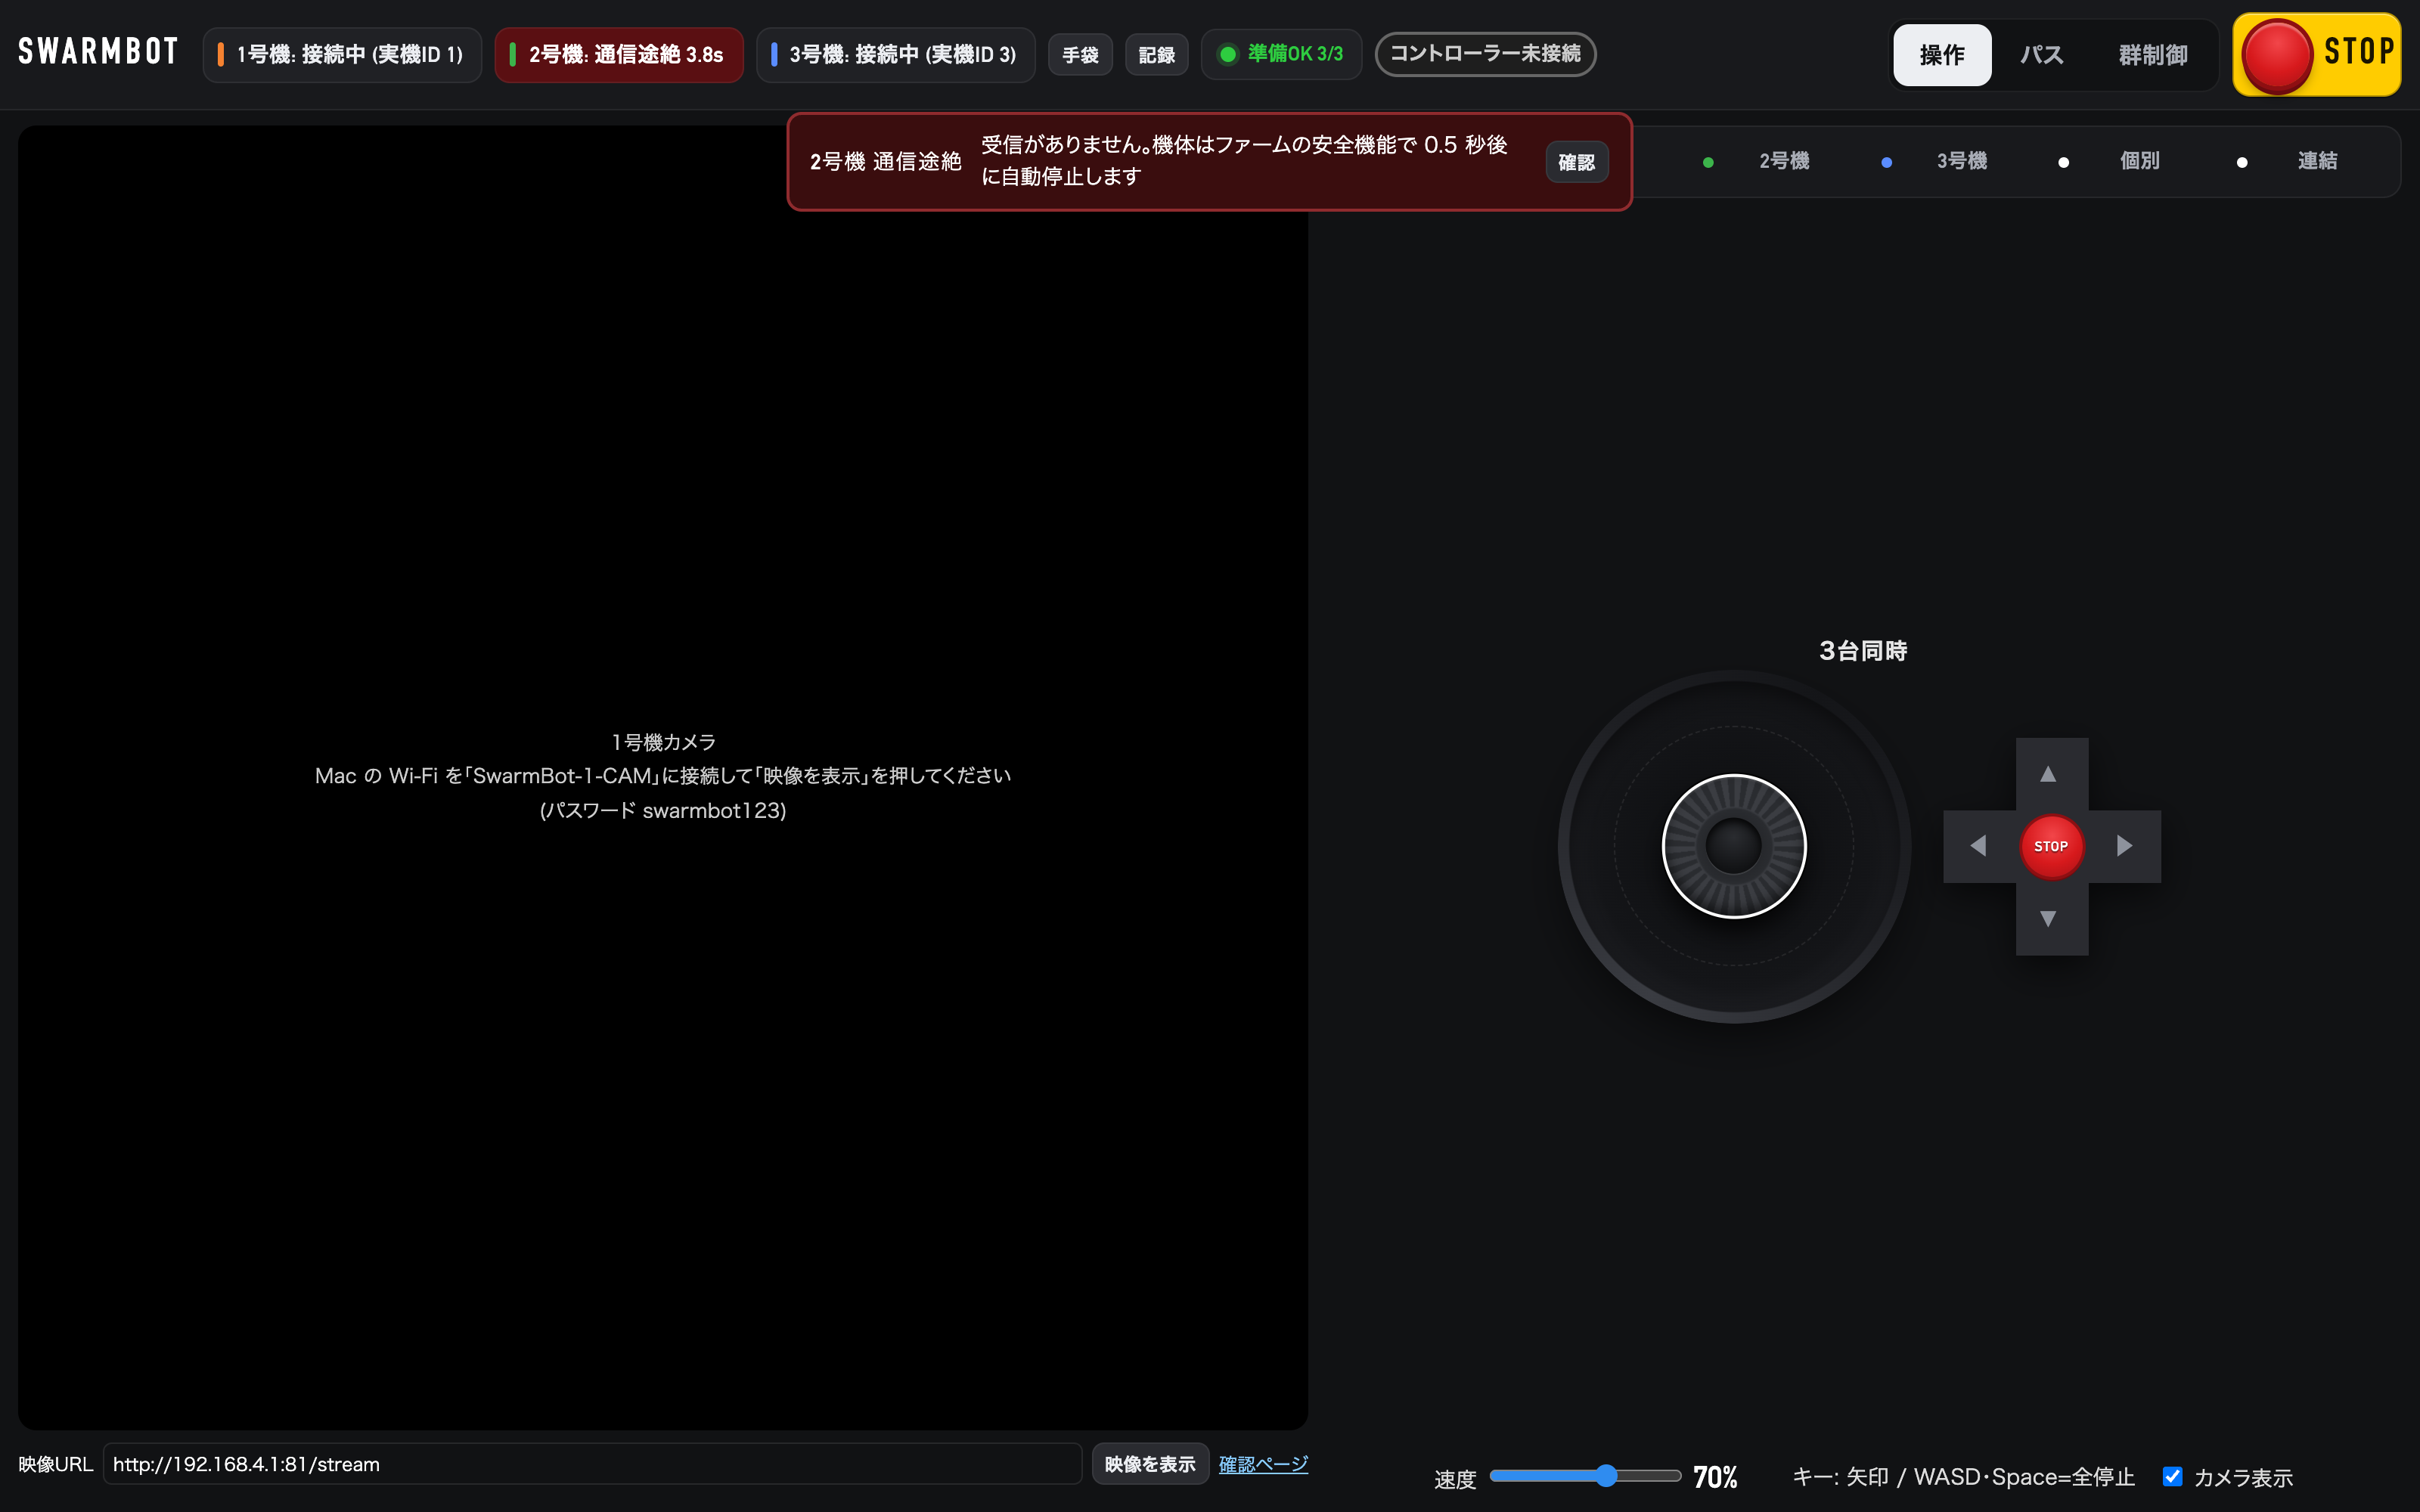 SWARMBOT
1号機: 接続中 (実機ID 1)
2号機: 通信途絶 3.8s
3号機: 接続中 (実機ID 3)
手袋
記録
準備OK 3/3
コントローラー未接続
操作
パス
群制御
STOP
2号機 通信途絶
受信がありません。機体はファームの安全機能で 0.5 秒後
に自動停止します
確認
2号機
3号機
個別
連結
1号機カメラ
Mac の Wi-Fi を「SwarmBot-1-CAM」に接続して「映像を表示」を押してください
(パスワード swarmbot123)
3台同時
STOP
映像URL
http://192.168.4.1:81/stream
映像を表示
確認ページ
速度
70%
キー: 矢印 / WASD・Space=全停止
カメラ表示